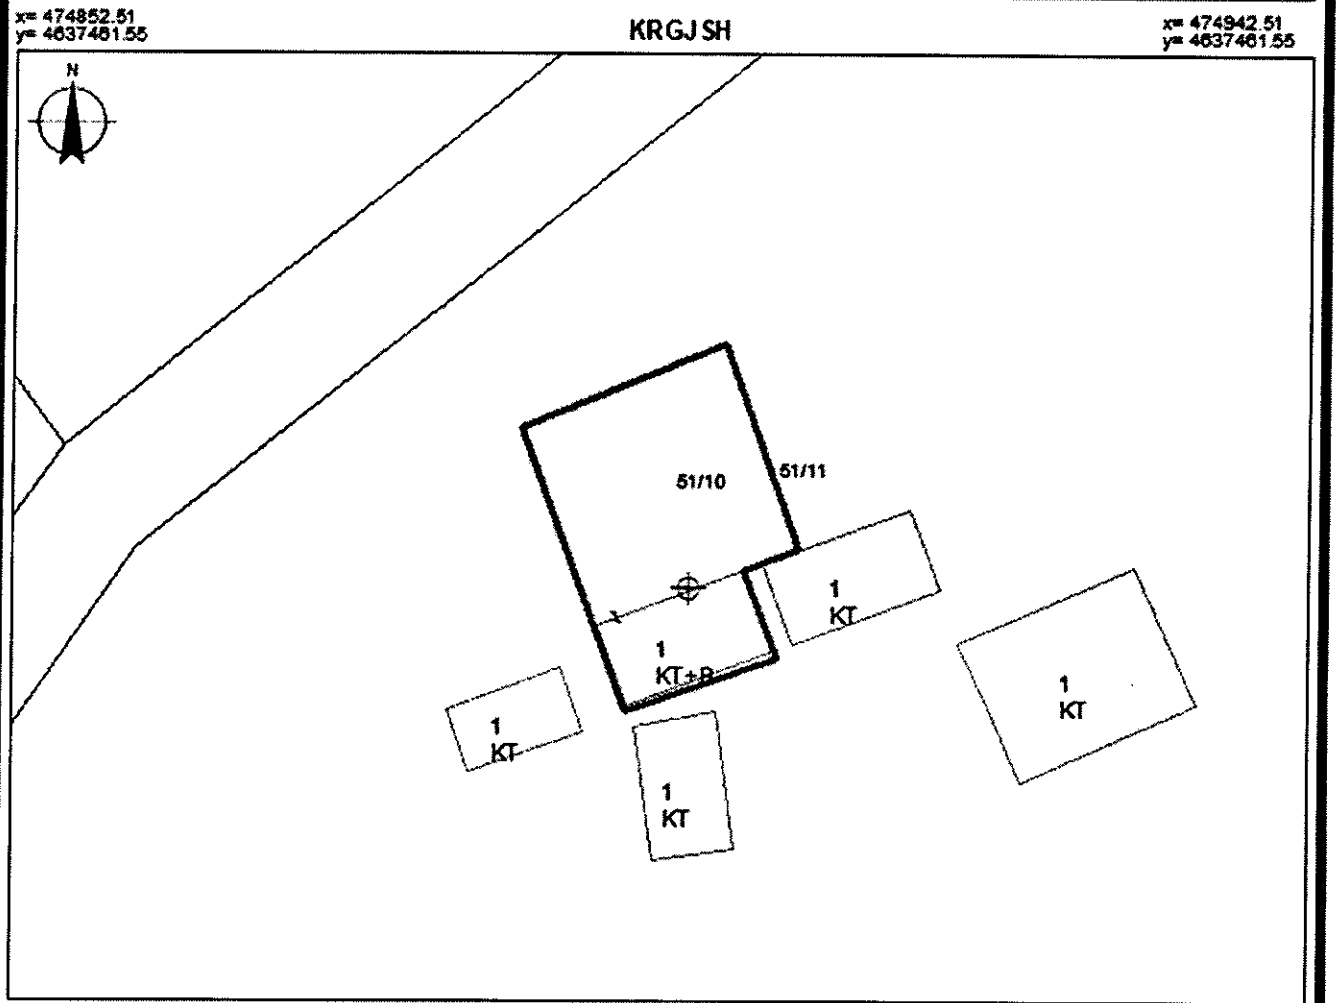 x= 474852.51
y= 4637461.55
KRGJSH
x= 474942.51
y= 4637461.55
N
51/10
51/11
1
KT
1
KT+P
1
KT
1
KT
1
KT